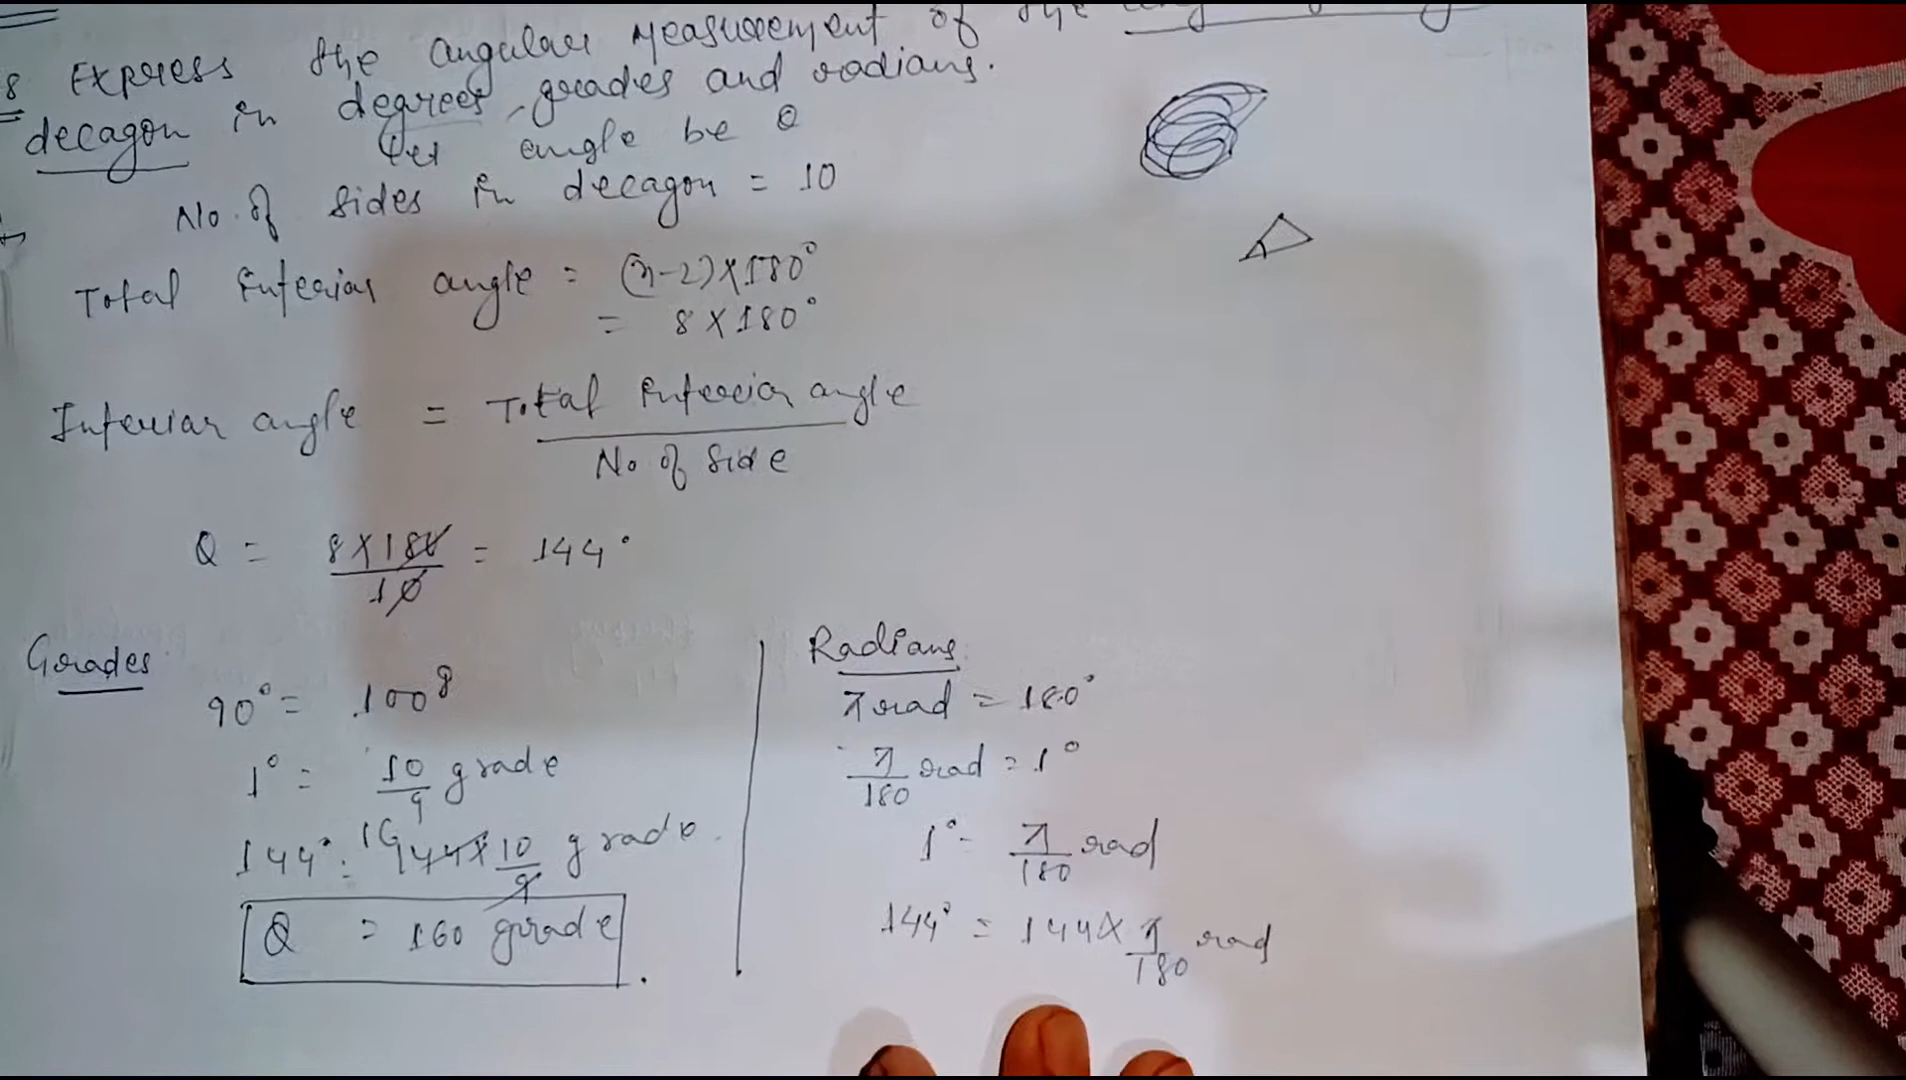 8 Express the angular measurement of the
decagon in degrees, grades and radians.
Let angle be Q
No. of sides in decagon = 10
Total interior angle = (n-2)×180°
= 8×180°
Interior angle = Total interior angle
No of side
Q = 8×180 = 144°
10
Grades
90° = 100g
1° = 10 grade
9
144° = 16 144×10 grade
9
Q = 160 grade.
Radians
π rad = 180°
π rad = 1°
180
1° = π rad
180
144° = 144×π rad
180